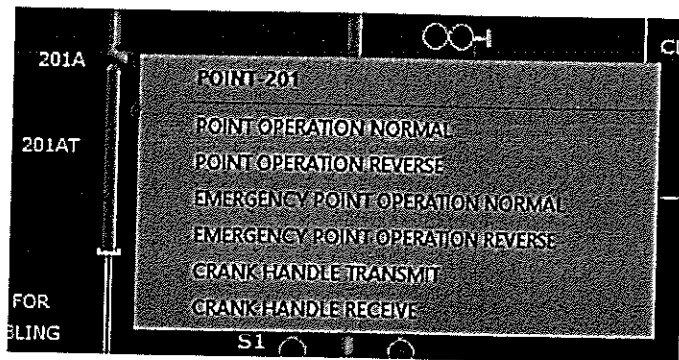 201A
POINT-201
POINT OPERATION NORMAL
201AT
POINT OPERATION REVERSE
EMERGENCY POINT OPERATION NORMAL
EMERGENCY POINT OPERATION REVERSE
CRANK HANDLE TRANSMIT
FOR
CRANK HANDLE RECEIVE
BLING
S1